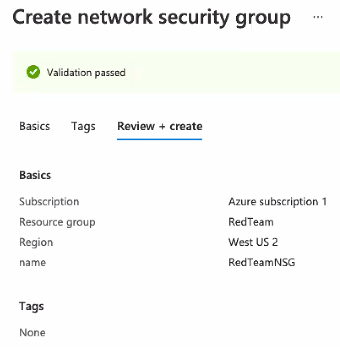 Create network security group ...
Validation passed
Basics Tags Review + create
Basics
Subscription Azure subscription 1
Resource group RedTeam
Region West US 2
name RedTeamNSG
Tags
None